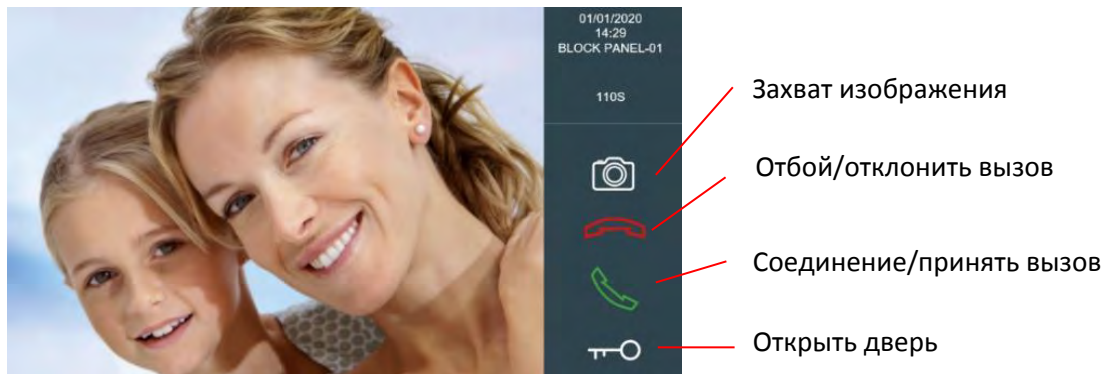 01/01/2020
14:29
BLOCK PANEL-01
110S
Захват изображения
Отбой/отклонить вызов
Соединение/принять вызов
Открыть дверь